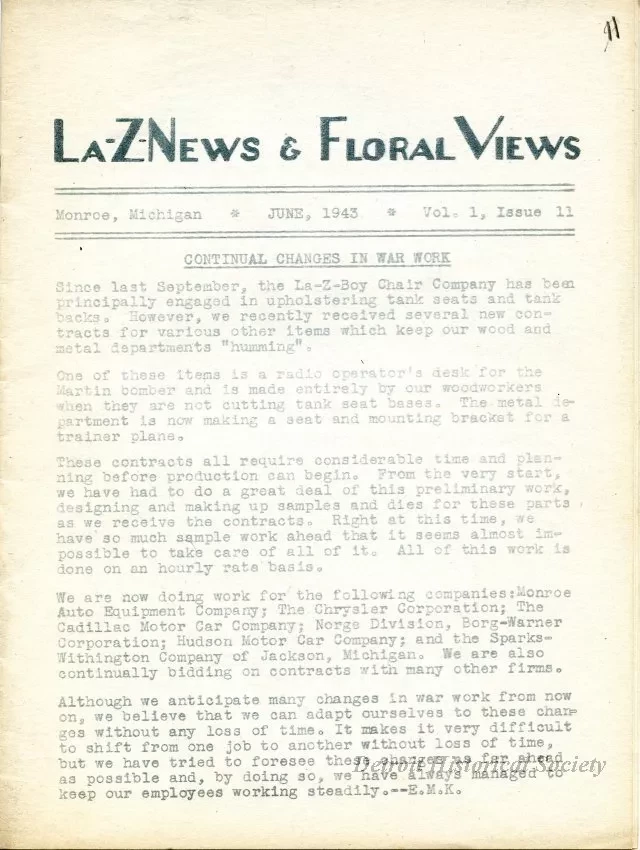 11
La-Z-News & Floral Views
Monroe, Michigan * JUNE, 1943 * Vol. 1, Issue 11
CONTINUAL CHANGES IN WAR WORK
Since last September, the La-Z-Boy Chair Company has been
principally engaged in upholstering tank seats and tank
backs. However, we recently received several new con-
tracts for various other items which keep our wood and
metal departments "humming".
One of these items is a radio operator's desk for the
Martin bomber and is made entirely by our woodworkers
when they are not cutting tank seat bases. The metal de-
partment is now making a seat and mounting bracket for a
trainer plane.
These contracts all require considerable time and plan-
ning before production can begin. From the very start,
we have had to do a great deal of this preliminary work,
designing and making up samples and dies for these parts
as we receive the contracts. Right at this time, we
have so much sample work ahead that it seems almost im-
possible to take care of all of it. All of this work is
done on an hourly rate basis.
We are now doing work for the following companies:Monroe
Auto Equipment Company; The Chrysler Corporation; The
Cadillac Motor Car Company; Norge Division, Borg-Warner
Corporation; Hudson Motor Car Company; and the Sparks-
Withington Company of Jackson, Michigan. We are also
continually bidding on contracts with many other firms.
Although we anticipate many changes in war work from now
on, we believe that we can adapt ourselves to these chan-
ges without any loss of time. It makes it very difficult
to shift from one job to another without loss of time,
but we have tried to foresee these changes as far ahead
as possible and, by doing so, we have always managed to
keep our employees working steadily.--E.M.K.
Detroit Historical Society